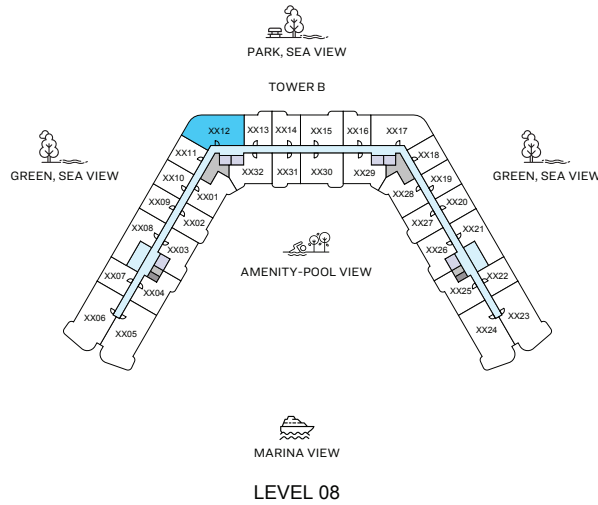 PARK, SEA VIEW
TOWER B
XX12
XX13
XX14
XX15
XX16
XX17
XX11
XX18
GREEN, SEA VIEW
GREEN, SEA VIEW
XX10
XX32
XX31
XX30
XX29
XX19
XX09
XX01
XX28
XX20
XX08
XX02
XX27
XX21
XX03
XX26
AMENITY-POOL VIEW
XX07
XX22
XX04
XX25
XX06
XX23
XX05
XX24
MARINA VIEW
LEVEL 08